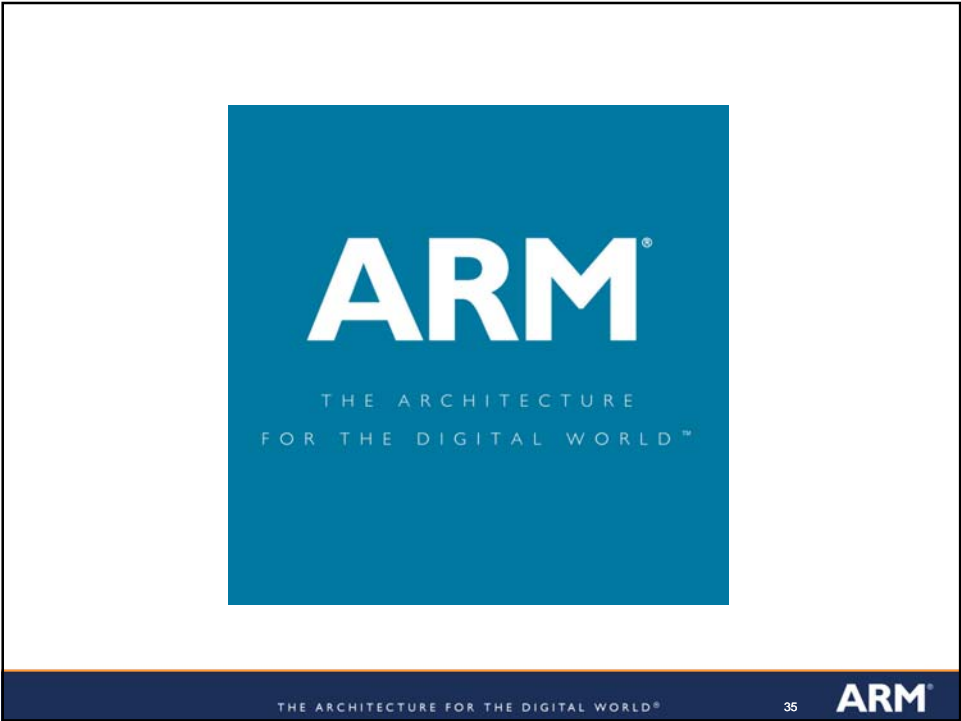 ARM®
THE ARCHITECTURE
FOR THE DIGITAL WORLD™
THE ARCHITECTURE FOR THE DIGITAL WORLD® 35 ARM®